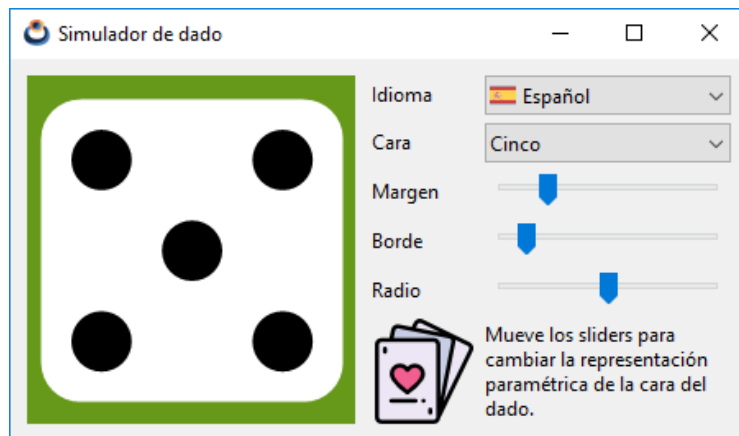 Simulador de dado
Idioma
Español
Cara
Cinco
Margen
Borde
Radio
Mueve los sliders para
cambiar la representación
paramétrica de la cara del
dado.